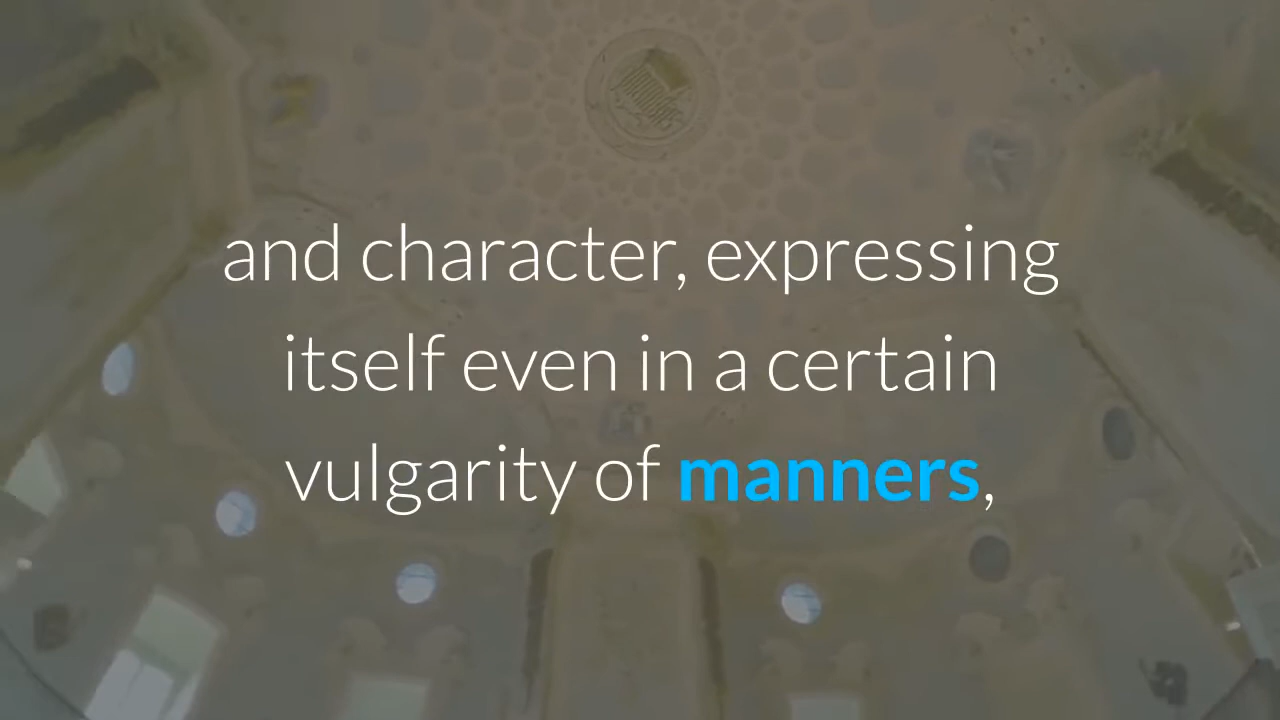 and character, expressing
itself even in a certain
vulgarity of manners,